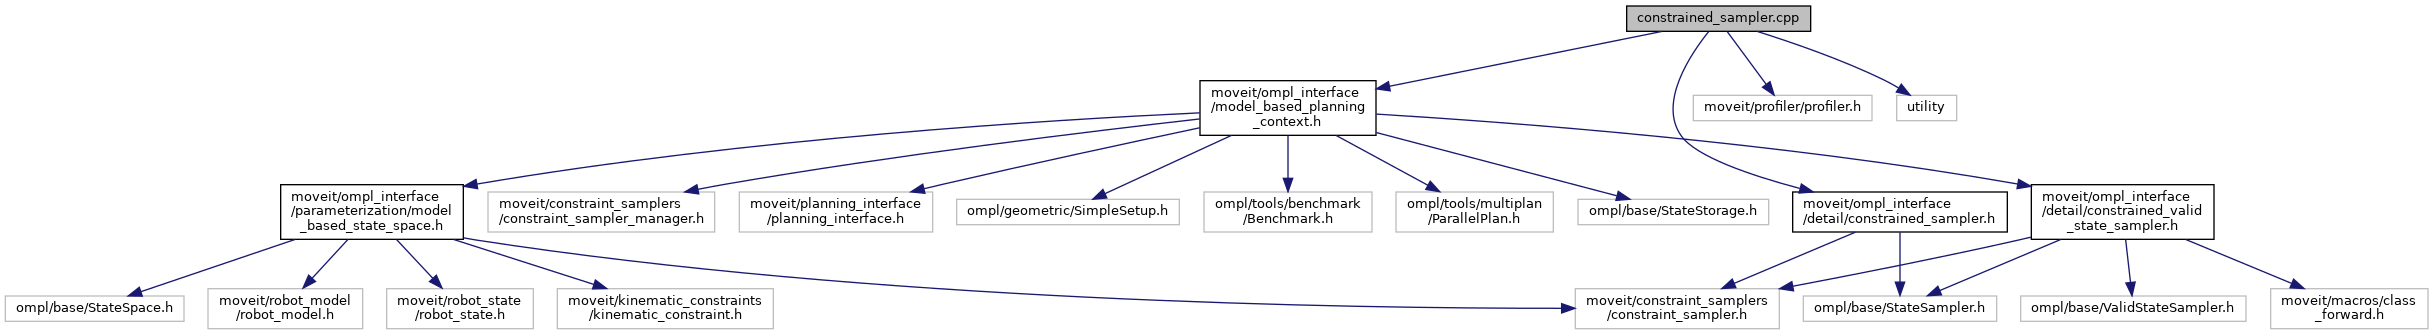 constrained_sampler.cpp
moveit/ompl_interface
/model_based_planning
_context.h
moveit/profiler/profiler.h
utility
moveit/ompl_interface
/parameterization/model
_based_state_space.h
moveit/constraint_samplers
/constraint_sampler_manager.h
moveit/planning_interface
/planning_interface.h
ompl/geometric/SimpleSetup.h
ompl/tools/benchmark
/Benchmark.h
ompl/tools/multiplan
/ParallelPlan.h
ompl/base/StateStorage.h
moveit/ompl_interface
/detail/constrained_sampler.h
moveit/ompl_interface
/detail/constrained_valid
_state_sampler.h
ompl/base/StateSpace.h
moveit/robot_model
/robot_model.h
moveit/robot_state
/robot_state.h
moveit/kinematic_constraints
/kinematic_constraint.h
moveit/constraint_samplers
/constraint_sampler.h
ompl/base/StateSampler.h
ompl/base/ValidStateSampler.h
moveit/macros/class
_forward.h